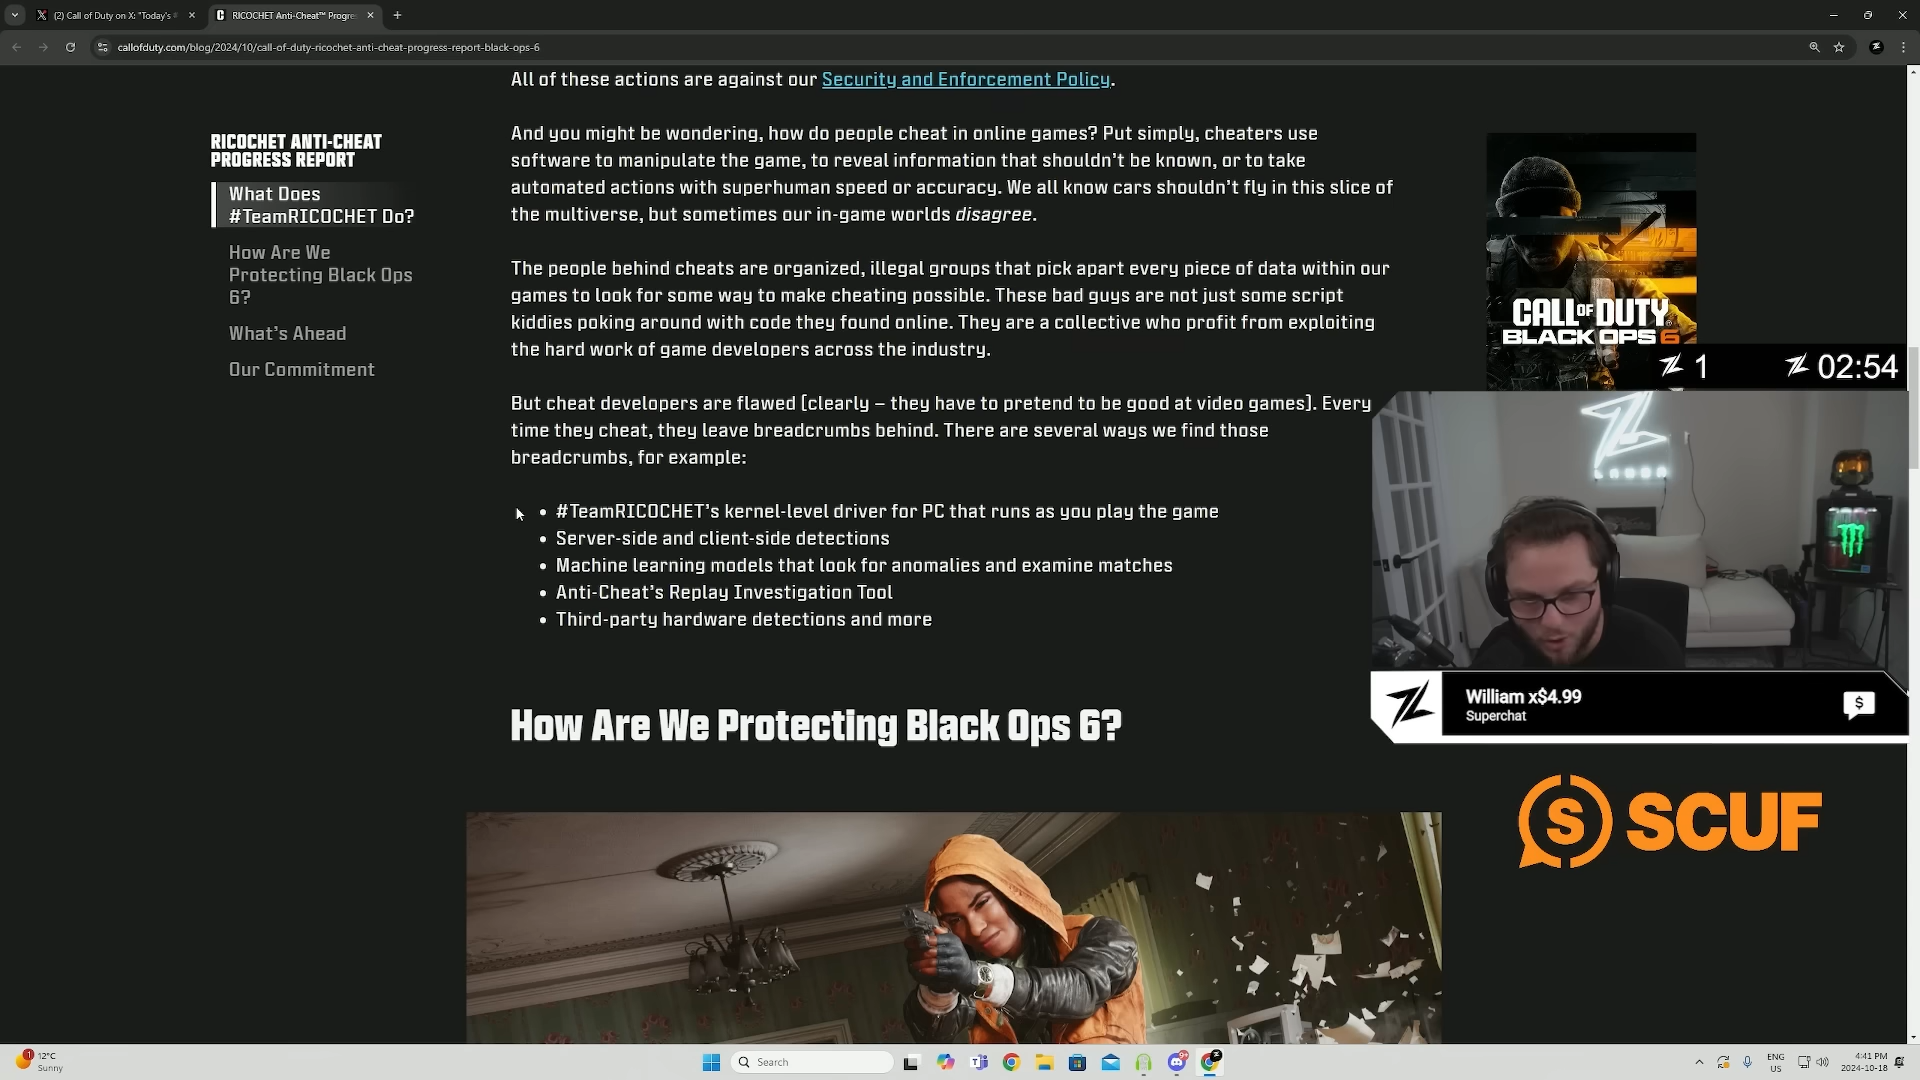 (2) Call of Duty on X: "Today's
RICOCHET Anti-Cheat™ Progre
callofduty.com/blog/2024/10/call-of-duty-ricochet-anti-cheat-progress-report-black-ops-6
All of these actions are against our Security and Enforcement Policy.
RICOCHET ANTI-CHEAT
PROGRESS REPORT
What Does
#TeamRICOCHET Do?
How Are We
Protecting Black Ops
6?
What's Ahead
Our Commitment
And you might be wondering, how do people cheat in online games? Put simply, cheaters use
software to manipulate the game, to reveal information that shouldn't be known, or to take
automated actions with superhuman speed or accuracy. We all know cars shouldn't fly in this slice of
the multiverse, but sometimes our in-game worlds disagree.
The people behind cheats are organized, illegal groups that pick apart every piece of data within our
games to look for some way to make cheating possible. These bad guys are not just some script
kiddies poking around with code they found online. They are a collective who profit from exploiting
the hard work of game developers across the industry.
But cheat developers are flawed [clearly – they have to pretend to be good at video games]. Every
time they cheat, they leave breadcrumbs behind. There are several ways we find those
breadcrumbs, for example:
• #TeamRICOCHET's kernel-level driver for PC that runs as you play the game
• Server-side and client-side detections
• Machine learning models that look for anomalies and examine matches
• Anti-Cheat's Replay Investigation Tool
• Third-party hardware detections and more
How Are We Protecting Black Ops 6?
CALL OF DUTY
BLACK OPS 6
1
02:54
William x$4.99
Superchat
$
S SCUF
1
12°C
Sunny
Search
9+
ENG
US
4:41 PM
2024-10-18